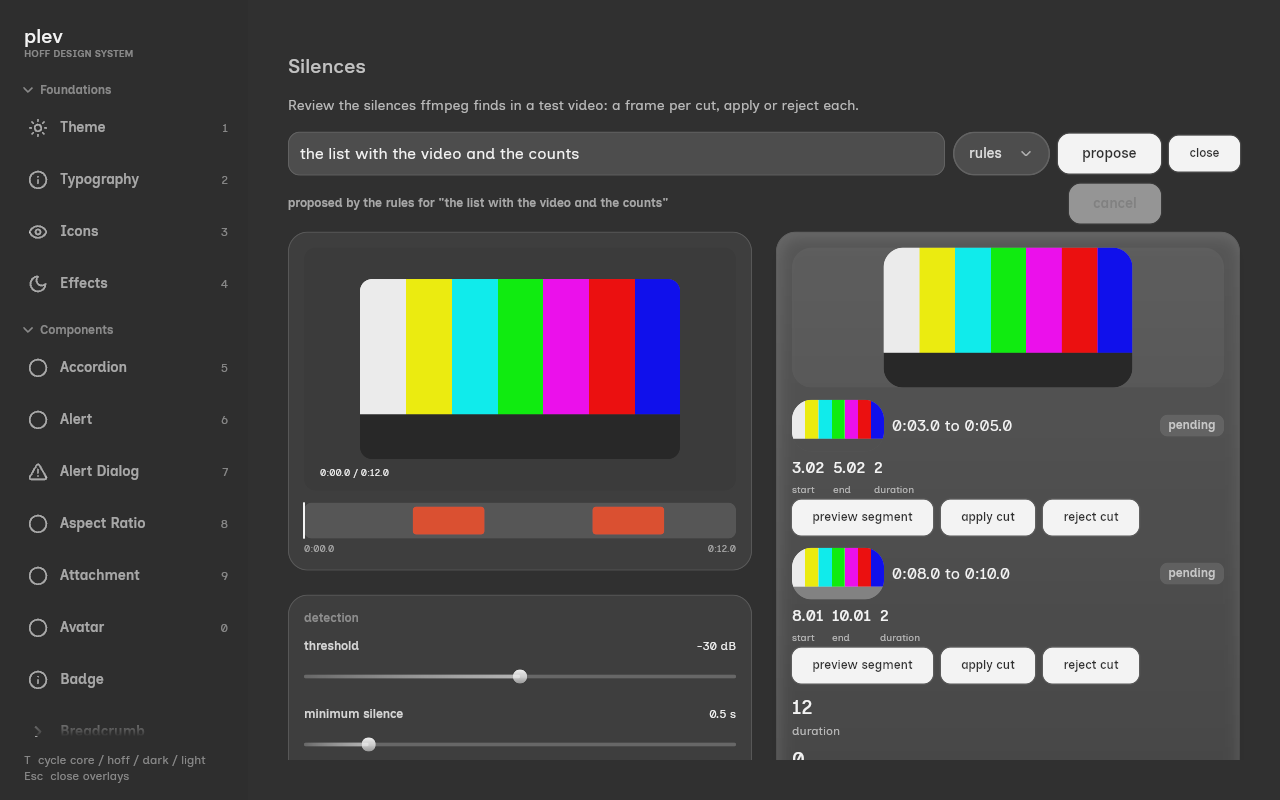 plev
HOFF DESIGN SYSTEM
Foundations
Theme 1
Typography 2
Icons 3
Effects 4
Components
Accordion 5
Alert 6
Alert Dialog 7
Aspect Ratio 8
Attachment 9
Avatar 0
Badge
Breadcrumb
T cycle core / hoff / dark / light
Esc close overlays
Silences
Review the silences ffmpeg finds in a test video: a frame per cut, apply or reject each.
the list with the video and the counts
rules
propose
close
proposed by the rules for "the list with the video and the counts"
cancel
0:00.0 / 0:12.0
0:00.0 0:12.0
detection
threshold -30 dB
minimum silence 0.5 s
0:03.0 to 0:05.0 pending
3.02 5.02 2
start end duration
preview segment apply cut reject cut
0:08.0 to 0:10.0 pending
8.01 10.01 2
start end duration
preview segment apply cut reject cut
12
duration
0